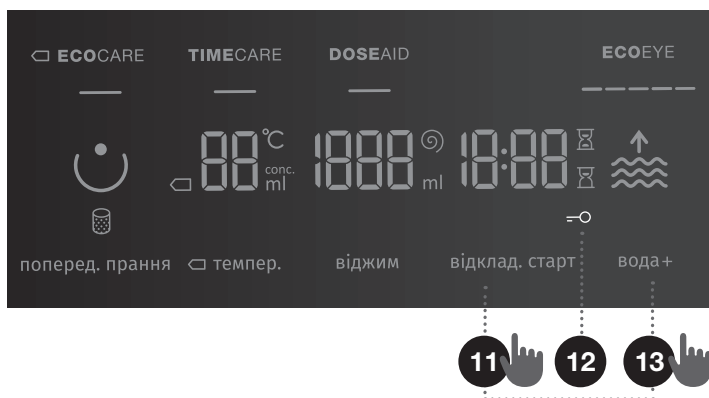 ECOCARE TIMECARE DOSEAID ECOEYE
88 °C 1888 18:88
conc.
ml ml
поперед. прання темпер. віджим відклад. старт вода+
11 12 13